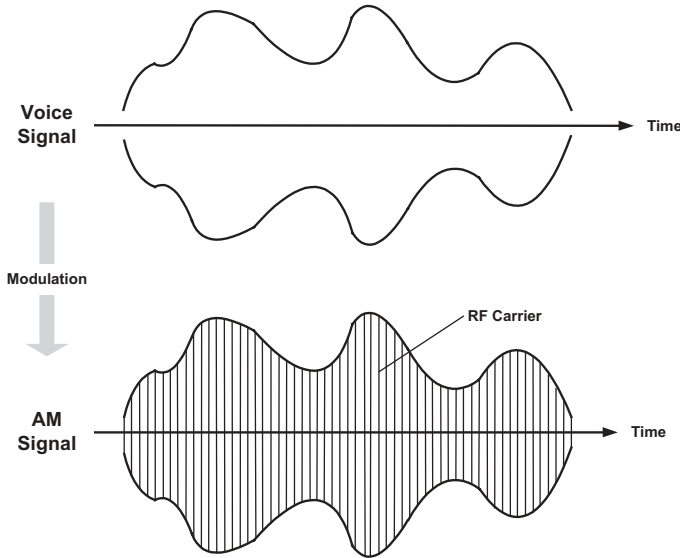 Voice
Signal
Time
Modulation
RF Carrier
AM
Signal
Time